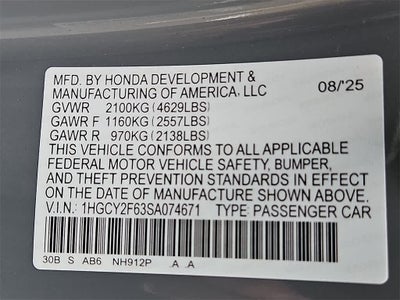 MFD. BY HONDA DEVELOPMENT &
MANUFACTURING OF AMERICA, LLC 08/'25
GVWR 2100KG (4629LBS)
GAWR F 1160KG (2557LBS)
GAWR R 970KG (2138LBS)
THIS VEHICLE CONFORMS TO ALL APPLICABLE
FEDERAL MOTOR VEHICLE SAFETY, BUMPER,
AND THEFT PREVENTION STANDARDS IN EFFECT
ON THE DATE OF MANUFACTURE SHOWN ABOVE.
V.I.N.: 1HGCY2F63SA074671 TYPE: PASSENGER CAR
30B S AB6 NH912P A A